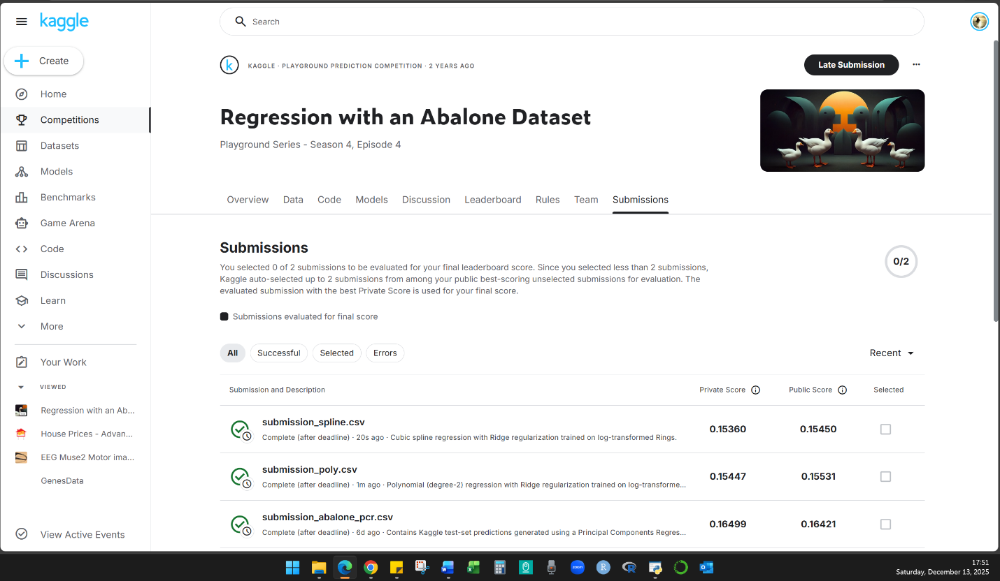 kaggle
Search
Create
KAGGLE · PLAYGROUND PREDICTION COMPETITION · 2 YEARS AGO
Late Submission
Home
Competitions
Datasets
Models
Benchmarks
Game Arena
Code
Discussions
Learn
More
Your Work
VIEWED
Regression with an Ab...
House Prices - Advan...
EEG Muse2 Motor ima...
GenesData
View Active Events
Regression with an Abalone Dataset
Playground Series - Season 4, Episode 4
Overview Data Code Models Discussion Leaderboard Rules Team Submissions
Submissions
You selected 0 of 2 submissions to be evaluated for your final leaderboard score. Since you selected less than 2 submissions,
Kaggle auto-selected up to 2 submissions from among your public best-scoring unselected submissions for evaluation. The
evaluated submission with the best Private Score is used for your final score.
0/2
Submissions evaluated for final score
All Successful Selected Errors
Recent
Submission and Description Private Score Public Score Selected
submission_spline.csv
Complete (after deadline) · 20s ago · Cubic spline regression with Ridge regularization trained on log-transformed Rings.
0.15360 0.15450
submission_poly.csv
Complete (after deadline) · 1m ago · Polynomial (degree-2) regression with Ridge regularization trained on log-transforme...
0.15447 0.15531
submission_abalone_pcr.csv
Complete (after deadline) · 6d ago · Contains Kaggle test-set predictions generated using a Principal Components Regres...
0.16499 0.16421
zoom
R
17:51
Saturday, December 13, 2025